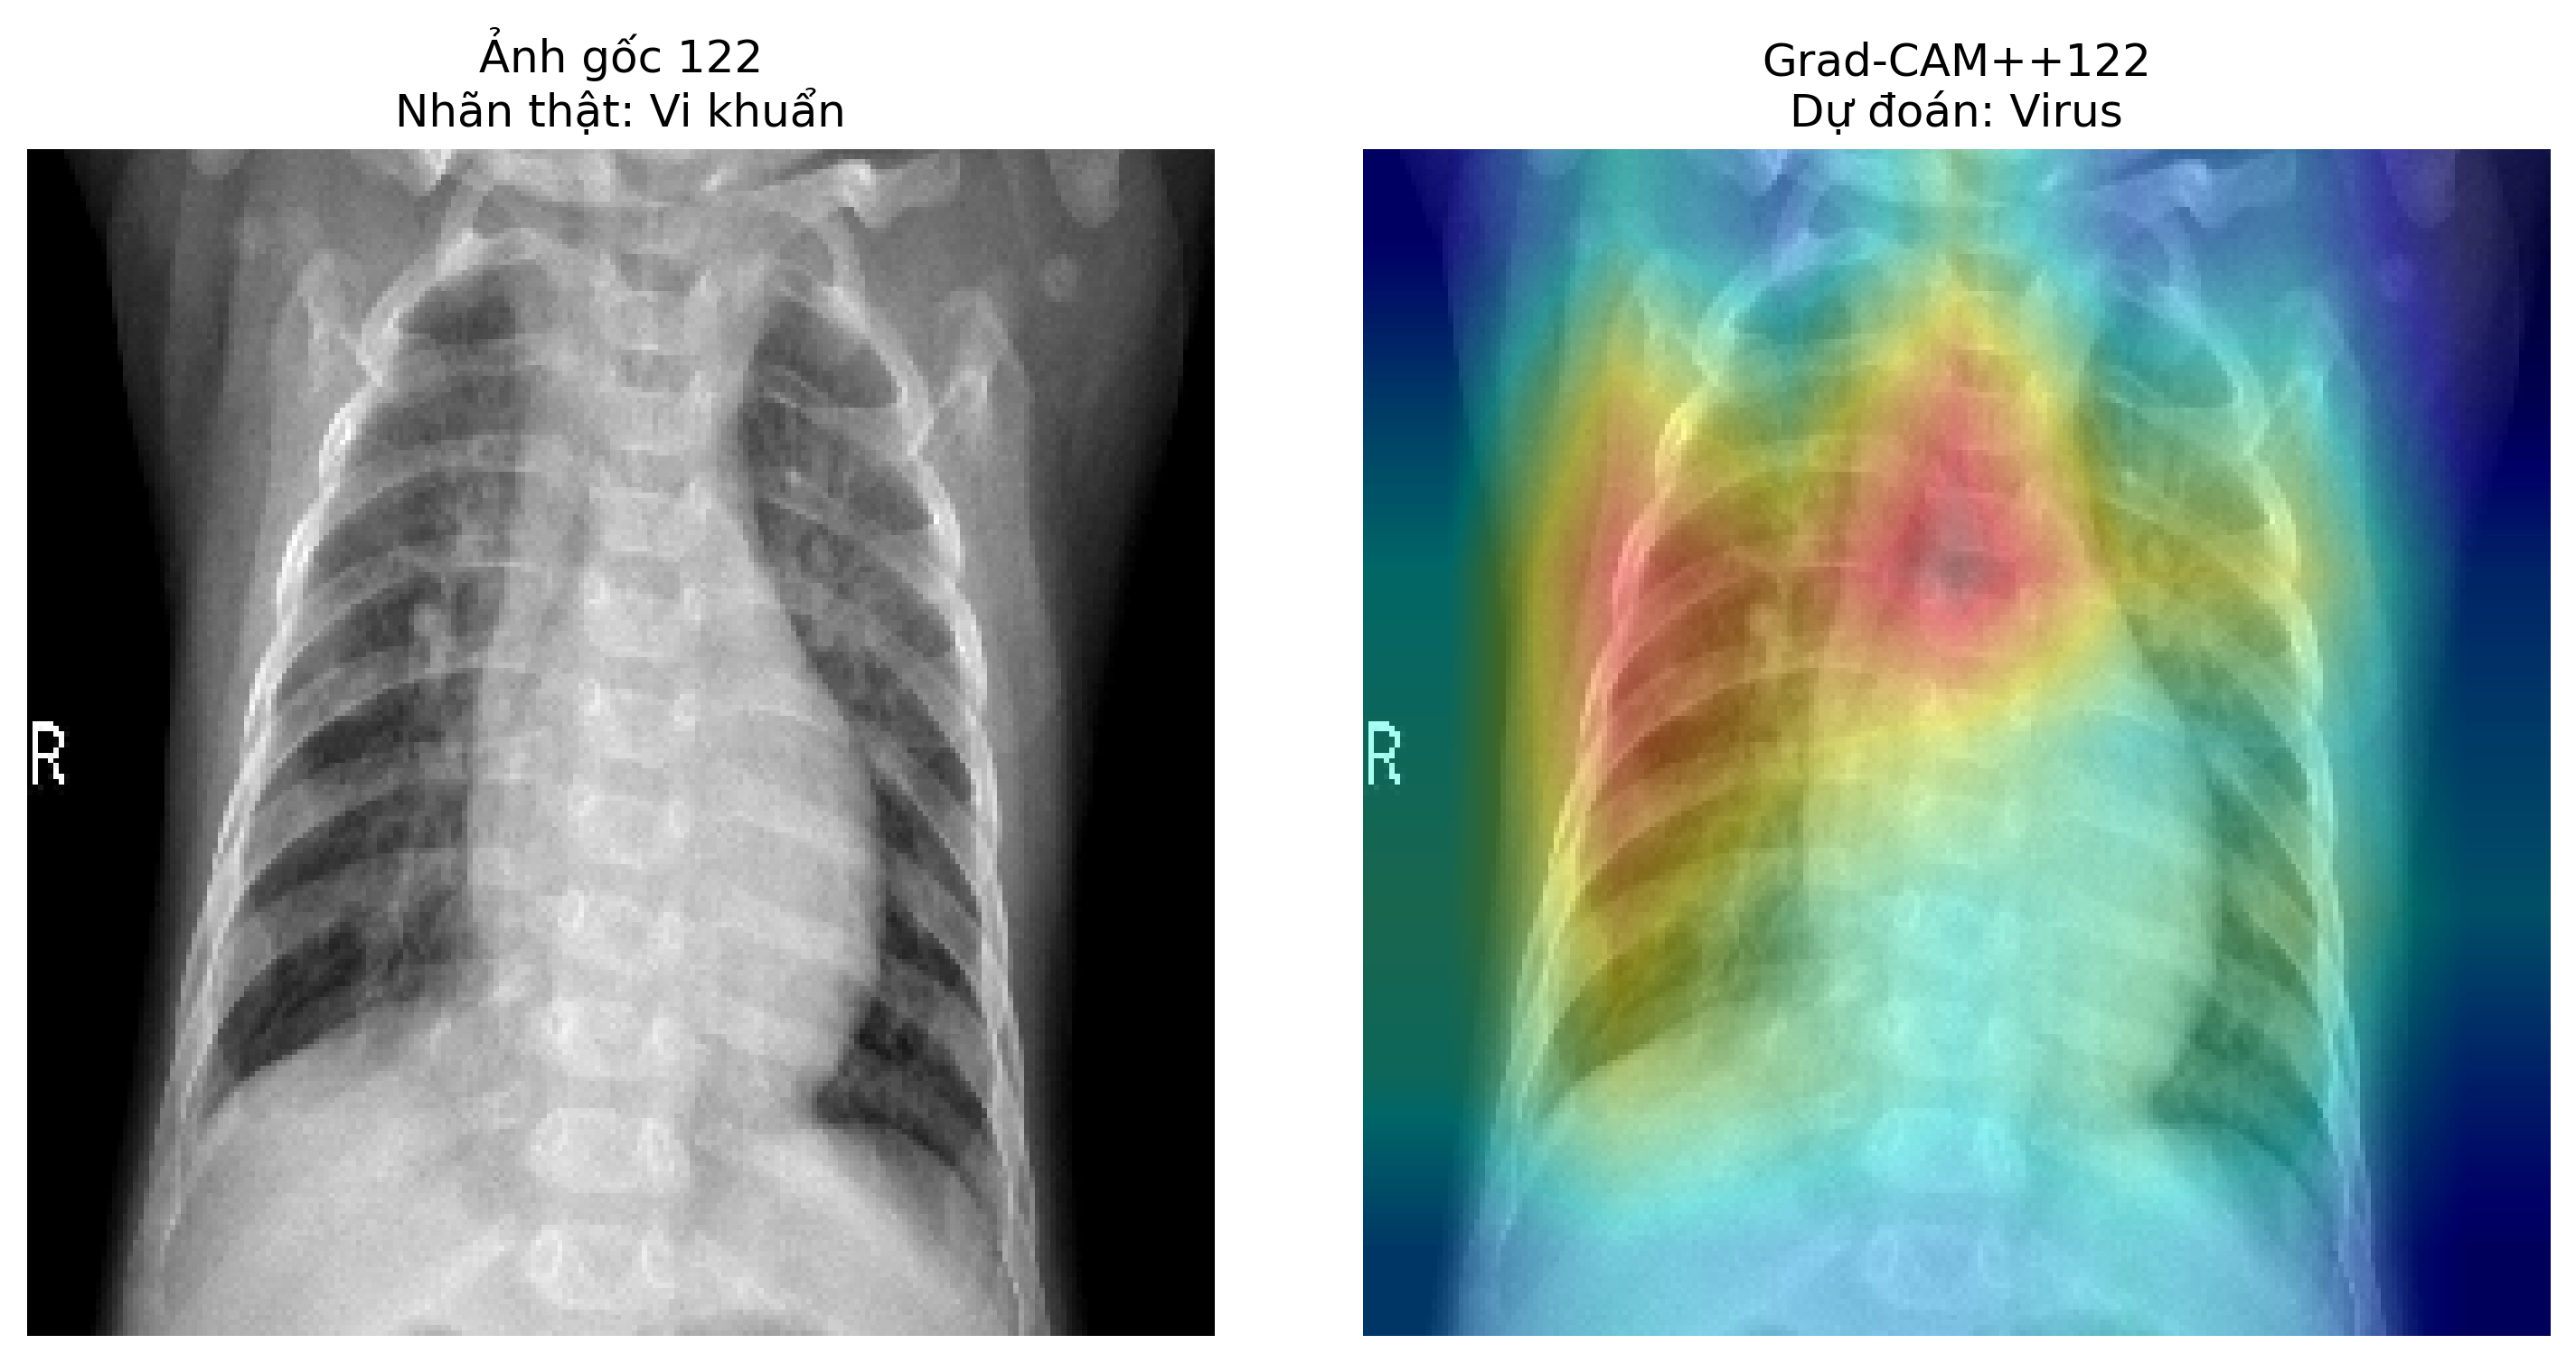 Ảnh gốc 122
Nhãn thật: Vi khuẩn
Grad-CAM++122
Dự đoán: Virus
R
R